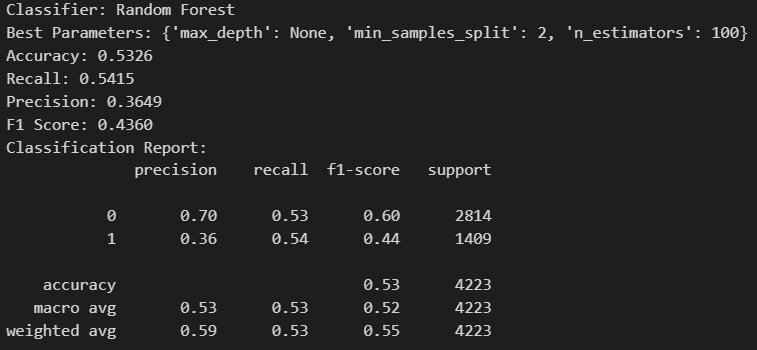 Classifier: Random Forest
Best Parameters: {'max_depth': None, 'min_samples_split': 2, 'n_estimators': 100}
Accuracy: 0.5326
Recall: 0.5415
Precision: 0.3649
F1 Score: 0.4360
Classification Report:
precision recall f1-score support
0 0.70 0.53 0.60 2814
1 0.36 0.54 0.44 1409
accuracy 0.53 4223
macro avg 0.53 0.53 0.52 4223
weighted avg 0.59 0.53 0.55 4223